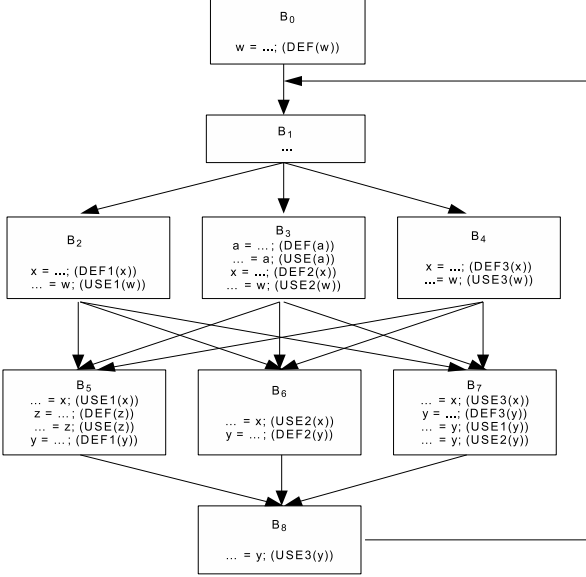 B0
w = ...; (DEF(w))
B1
...
B2
x = ...; (DEF1(x))
... = w; (USE1(w))
B3
a = ...; (DEF(a))
... = a; (USE(a))
x = ...; (DEF2(x))
... = w; (USE2(w))
B4
x = ...; (DEF3(x))
...= w; (USE3(w))
B5
... = x; (USE1(x))
z = ...; (DEF(z))
... = z; (USE(z))
y = ...; (DEF1(y))
B6
... = x; (USE2(x))
y = ...; (DEF2(y))
B7
... = x; (USE3(x))
y = ...; (DEF3(y))
... = y; (USE1(y))
... = y; (USE2(y))
B8
... = y; (USE3(y))